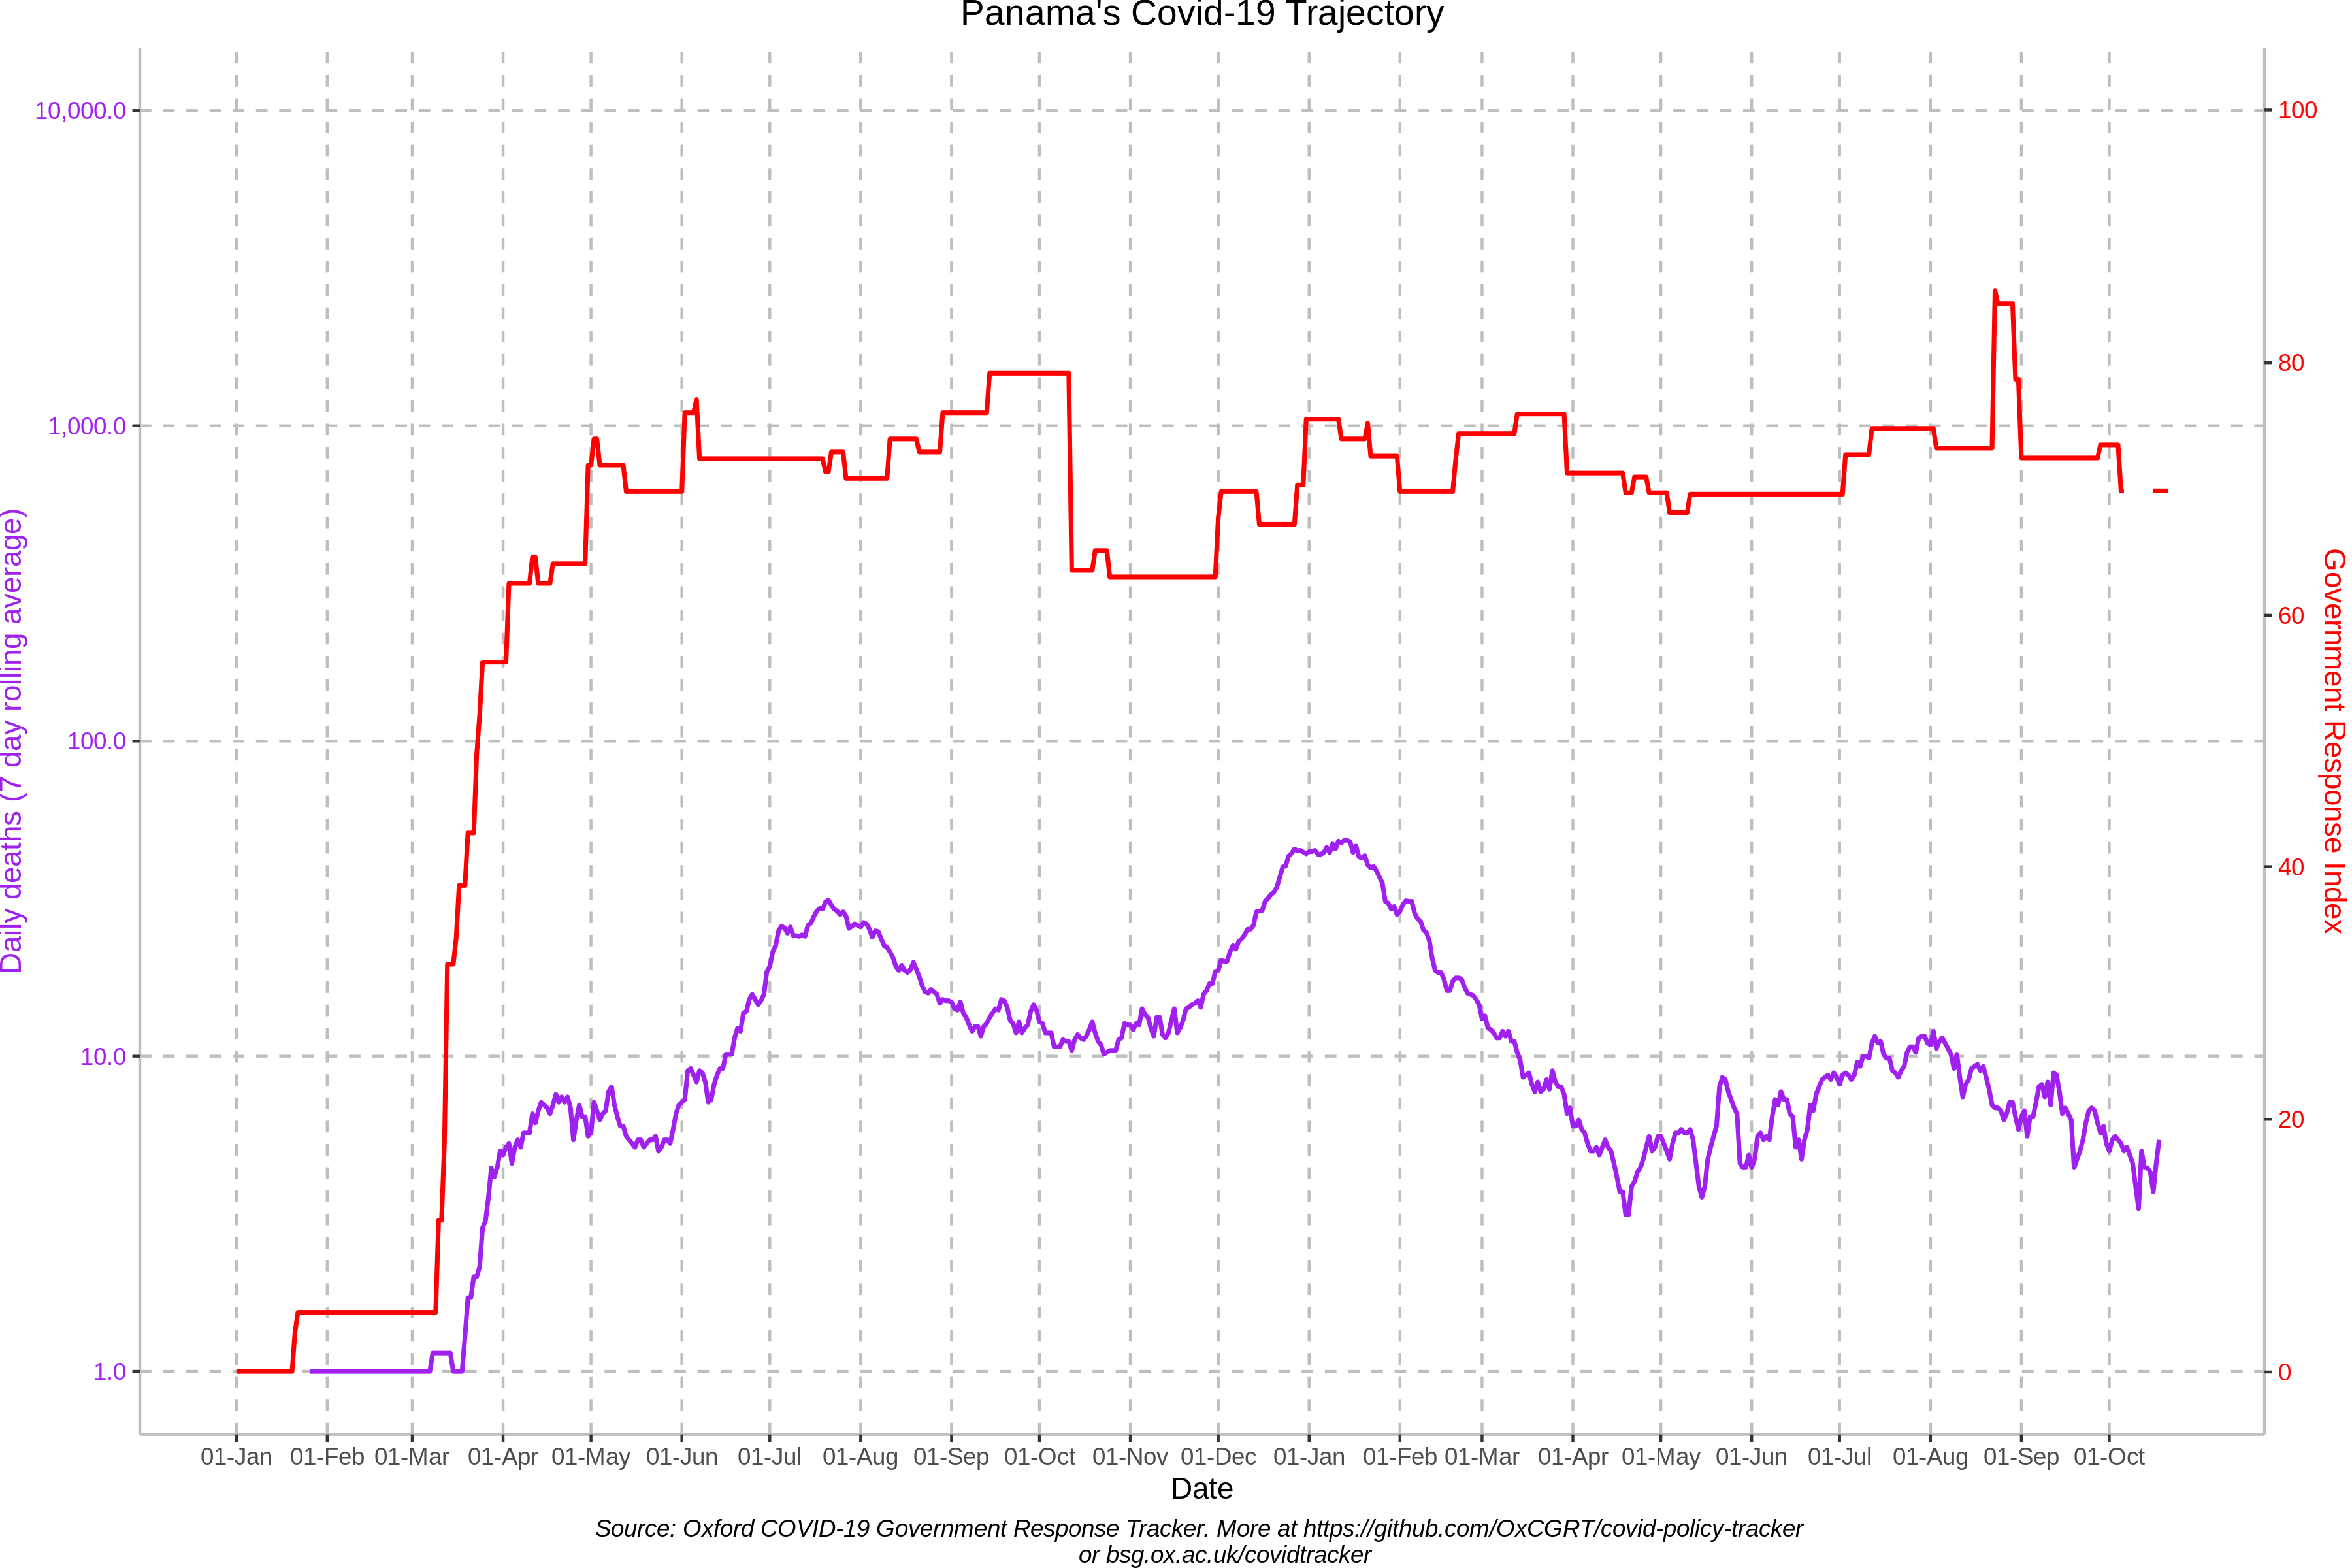 Panama's Covid-19 Trajectory
10,000.0
1,000.0
100.0
10.0
1.0
Daily deaths (7 day rolling average)
100
80
60
40
20
0
Government Response Index
01-Jan 01-Feb 01-Mar 01-Apr 01-May 01-Jun 01-Jul 01-Aug 01-Sep 01-Oct 01-Nov 01-Dec 01-Jan 01-Feb 01-Mar 01-Apr 01-May 01-Jun 01-Jul 01-Aug 01-Sep 01-Oct
Date
Source: Oxford COVID-19 Government Response Tracker. More at https://github.com/OxCGRT/covid-policy-tracker
or bsg.ox.ac.uk/covidtracker